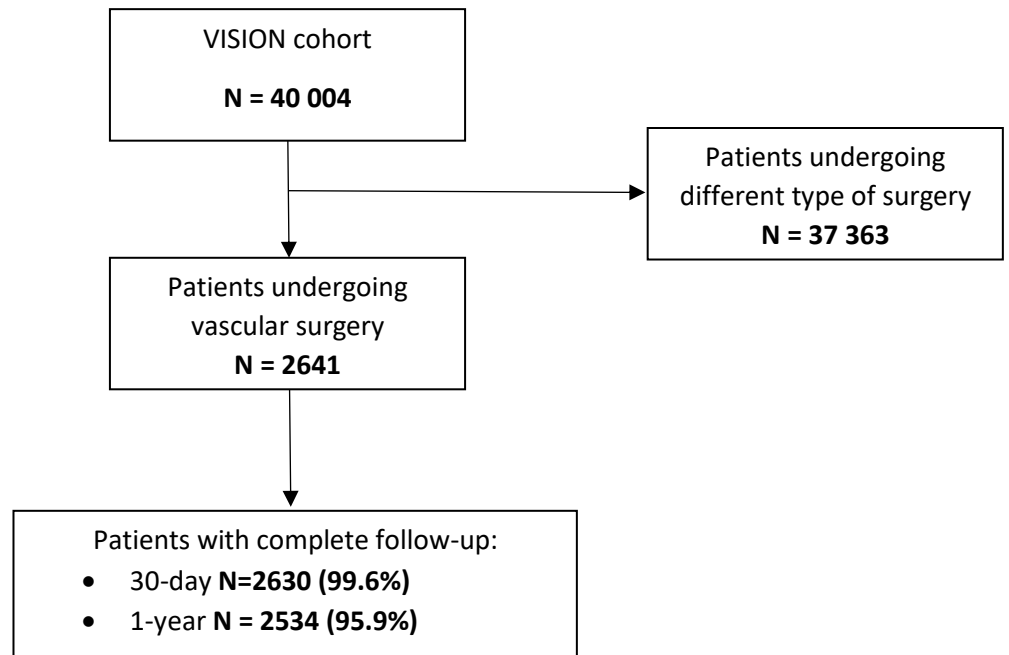 VISION cohort
N = 40 004
Patients undergoing
different type of surgery
N = 37 363
Patients undergoing
vascular surgery
N = 2641
Patients with complete follow-up:
• 30-day N=2630 (99.6%)
• 1-year N = 2534 (95.9%)